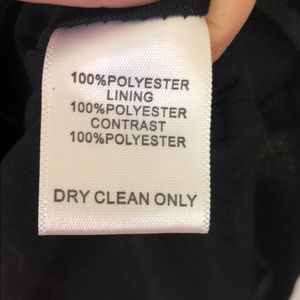 100%POLYESTER
LINING
100%POLYESTER
CONTRAST
100%POLYESTER
DRY CLEAN ONLY